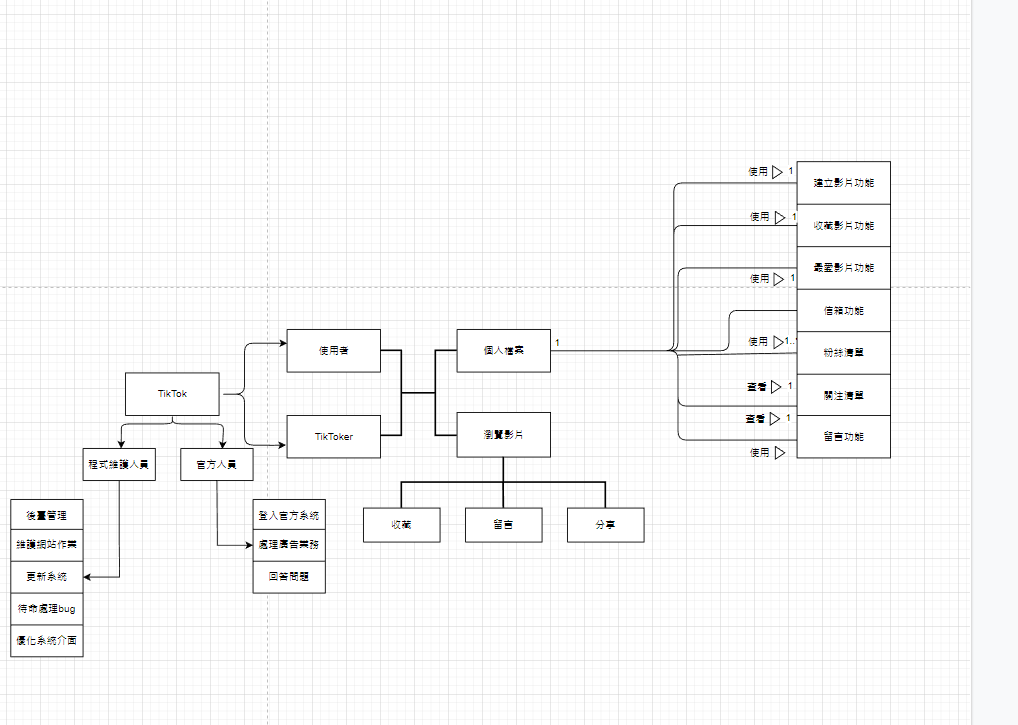 使用 1
建立影片功能
使用 1
收藏影片功能
最愛影片功能
使用 1
信箱功能
使用 1..
粉絲清單
查看 1
關注清單
查看 1
留言功能
使用
使用者
個人檔案 1
TikTok
TikToker
瀏覽影片
程式維護人員
官方人員
收藏
留言
分享
後臺管理
維護網站作業
更新系統
待命處理bug
優化系統介面
登入官方系統
處理廣告業務
回答問題